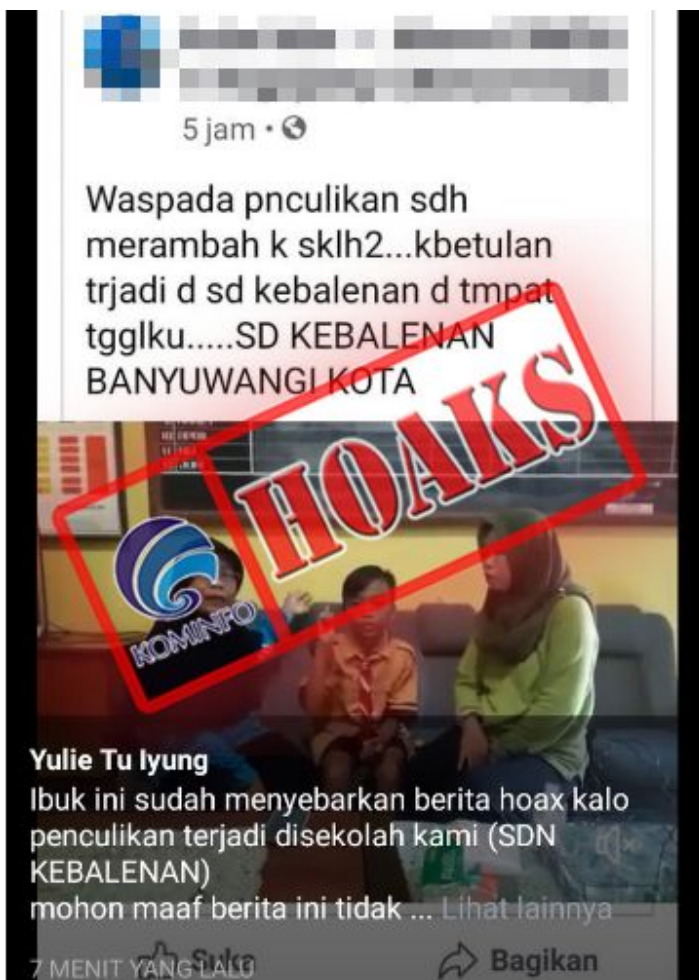 5 jam •
Waspada pnculikan sdh
merambah k sklh2...kbetulan
trjadi d sd kebalenan d tmpat
tgglku.....SD KEBALENAN
BANYUWANGI KOTA
HOAKS
KOMINFO
Yulie Tu Iyung
Ibuk ini sudah menyebarkan berita hoax kalo
penculikan terjadi disekolah kami (SDN
KEBALENAN)
mohon maaf berita ini tidak ... Lihat lainnya
7 MENIT YANG LALU
Suka
Bagikan